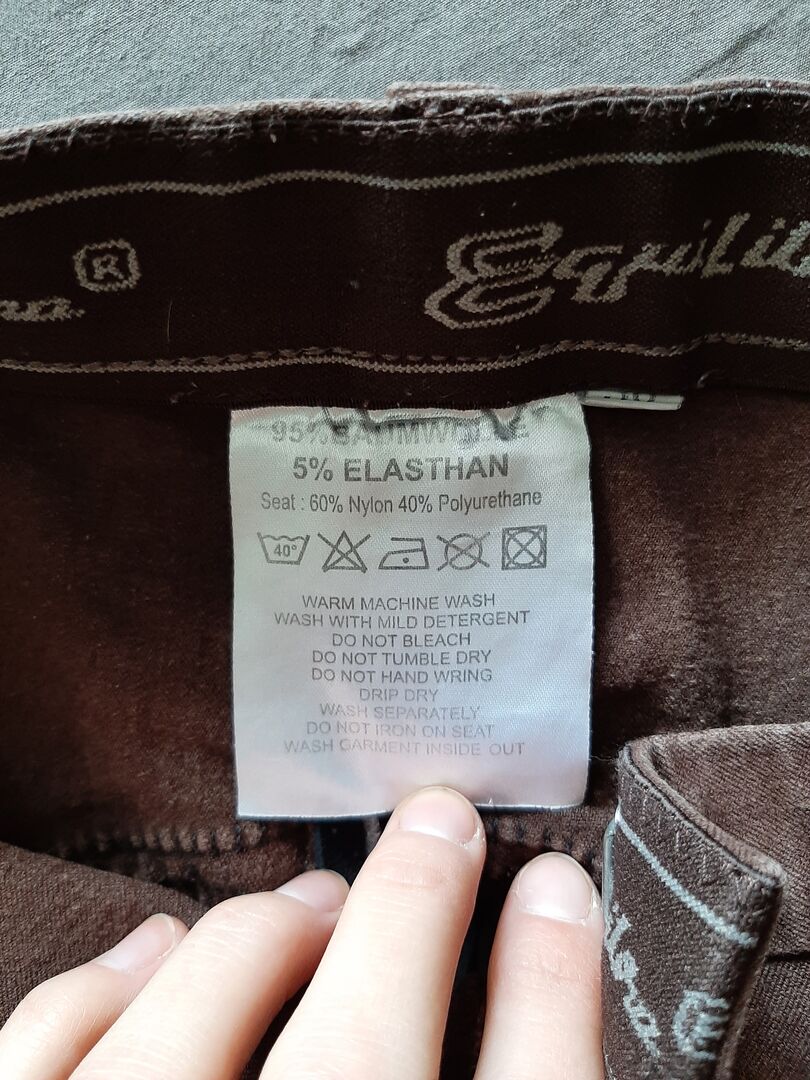 Equilib
®
95% BAUMWOLLE
5% ELASTHAN
Seat : 60% Nylon 40% Polyurethane
40°
WARM MACHINE WASH
WASH WITH MILD DETERGENT
DO NOT BLEACH
DO NOT TUMBLE DRY
DO NOT HAND WRING
DRIP DRY
WASH SEPARATELY
DO NOT IRON ON SEAT
WASH GARMENT INSIDE OUT